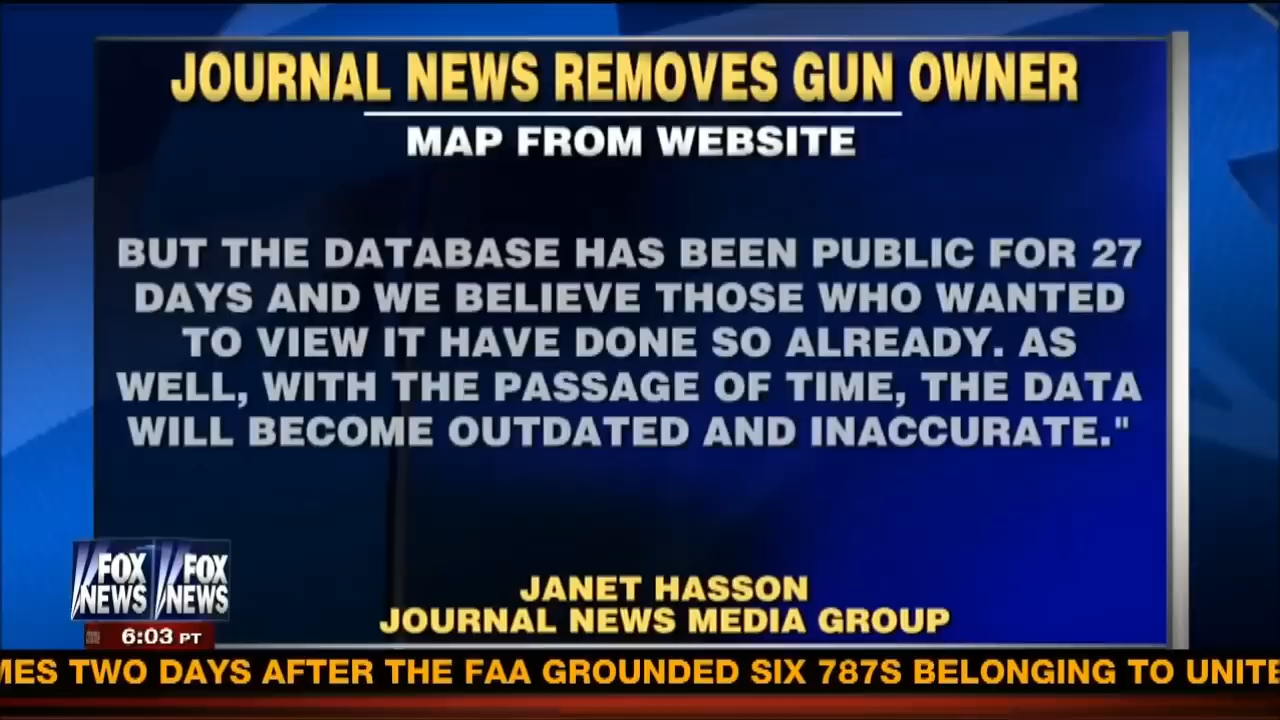 JOURNAL NEWS REMOVES GUN OWNER
MAP FROM WEBSITE
BUT THE DATABASE HAS BEEN PUBLIC FOR 27
DAYS AND WE BELIEVE THOSE WHO WANTED
TO VIEW IT HAVE DONE SO ALREADY. AS
WELL, WITH THE PASSAGE OF TIME, THE DATA
WILL BECOME OUTDATED AND INACCURATE."
JANET HASSON
JOURNAL NEWS MEDIA GROUP
FOX FOX
NEWS NEWS
6:03 PT
MES TWO DAYS AFTER THE FAA GROUNDED SIX 787S BELONGING TO UNITE